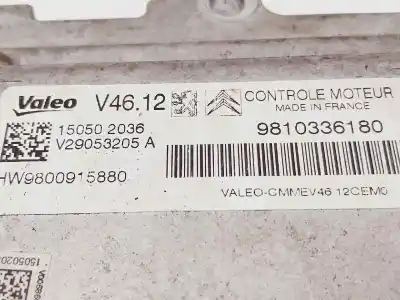 Valeo V46.12 CONTROLE MOTEUR
MADE IN FRANCE
15050 2036
V29053205 A
9810336180
HW9800915880
VALEO-CMMEV46 12CEM0